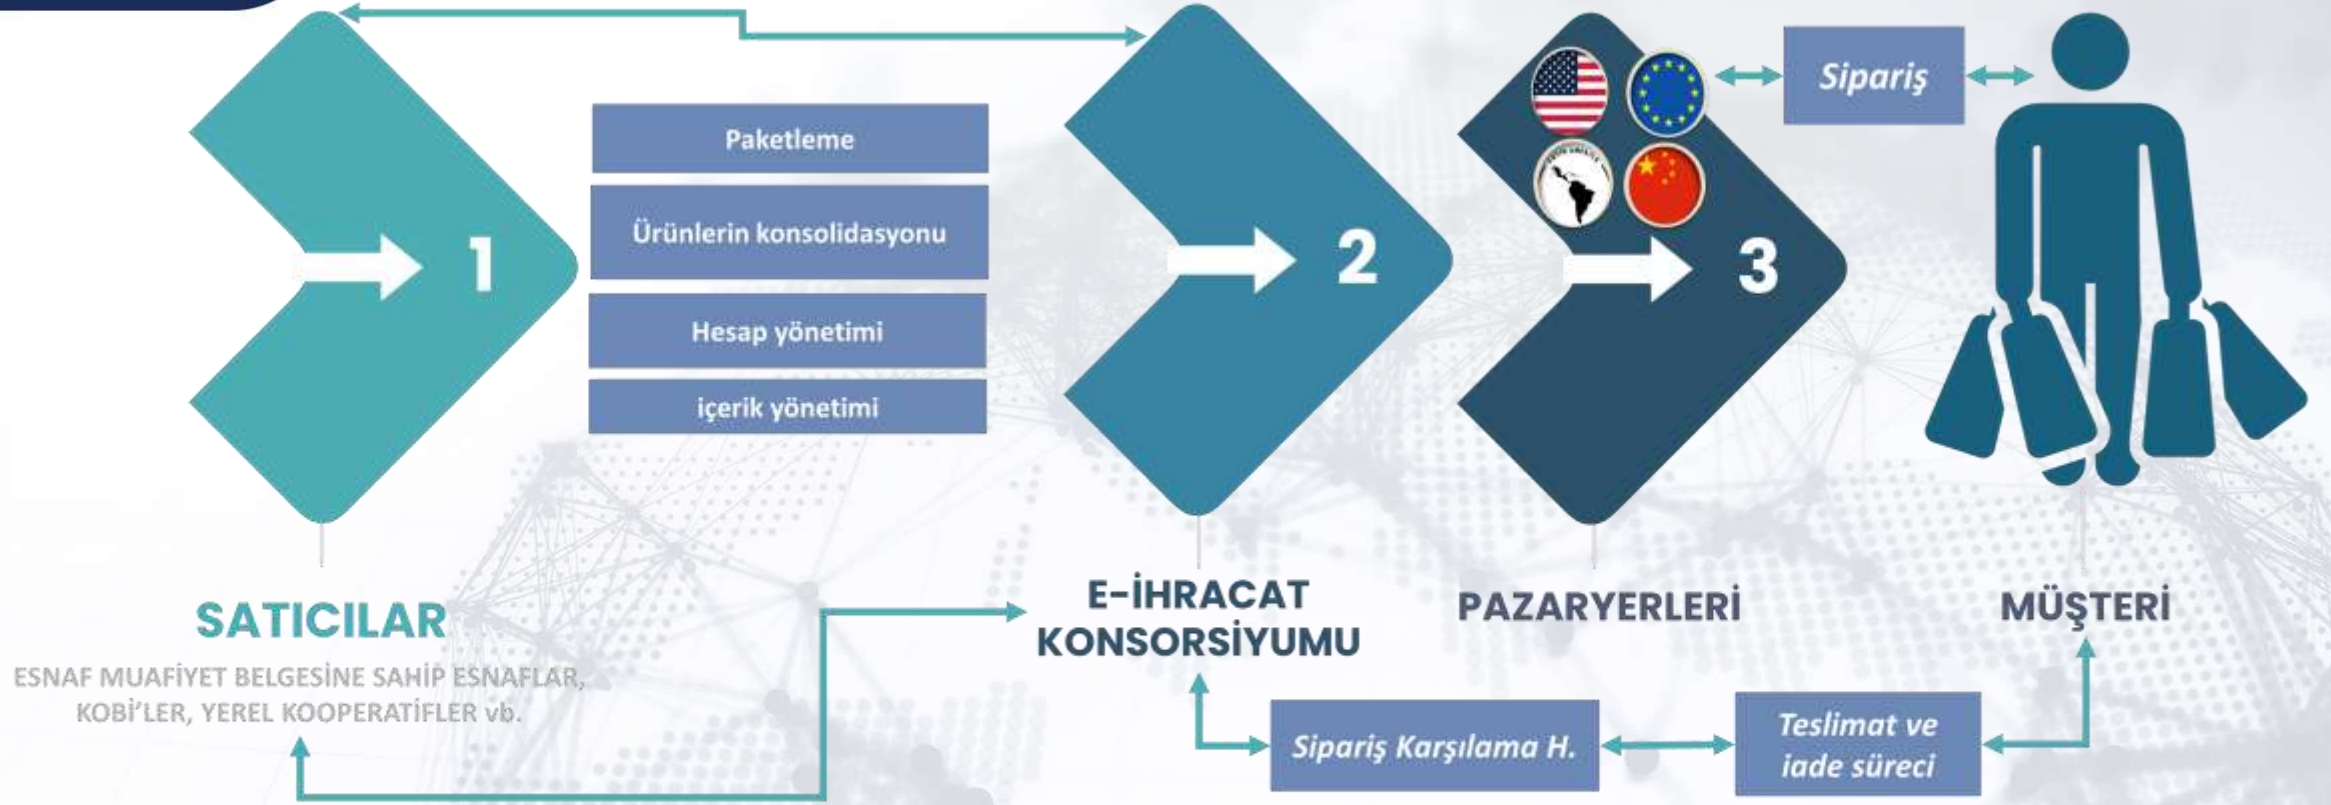 1
Paketleme
Ürünlerin konsolidasyonu
Hesap yönetimi
içerik yönetimi
2
3
Sipariş
SATICILAR
ESNAF MUAFİYET BELGESİNE SAHİP ESNAFLAR,
KOBİ'LER, YEREL KOOPERATİFLER vb.
E-İHRACAT
KONSORSİYUMU
PAZARYERLERİ
MÜŞTERİ
Sipariş Karşılama H.
Teslimat ve
iade süreci